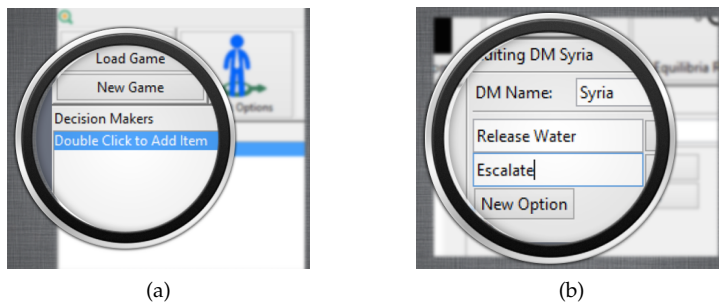 Load Game
New Game
Options
Decision Makers
Double Click to Add Item
(a)
Editing DM Syria
Equilibria
DM Name: Syria
Release Water
Escalate
New Option
(b)